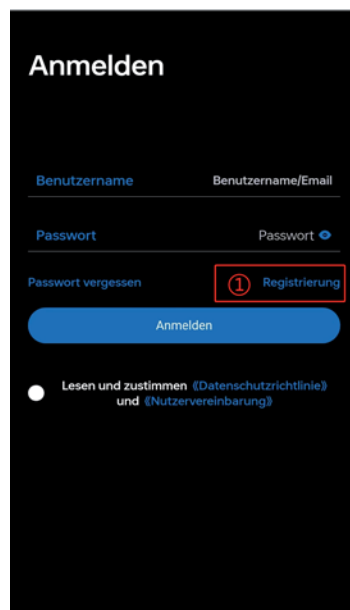 Anmelden
Benutzername Benutzername/Email
Passwort Passwort
Passwort vergessen ① Registrierung
Anmelden
Lesen und zustimmen 《Datenschutzrichtlinie》
und 《Nutzervereinbarung》